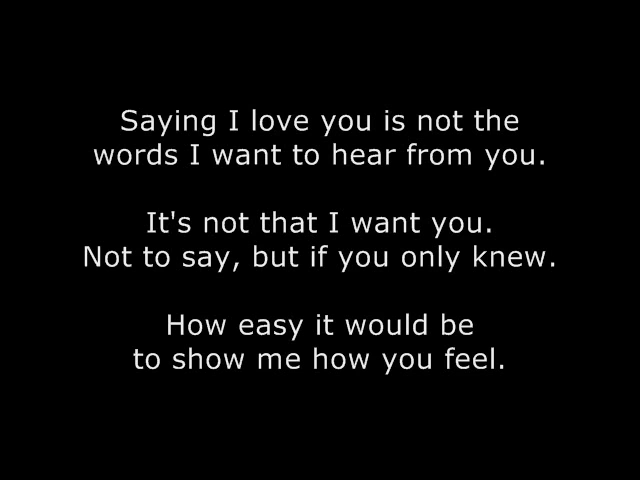 Saying I love you is not the
words I want to hear from you.
It's not that I want you.
Not to say, but if you only knew.
How easy it would be
to show me how you feel.